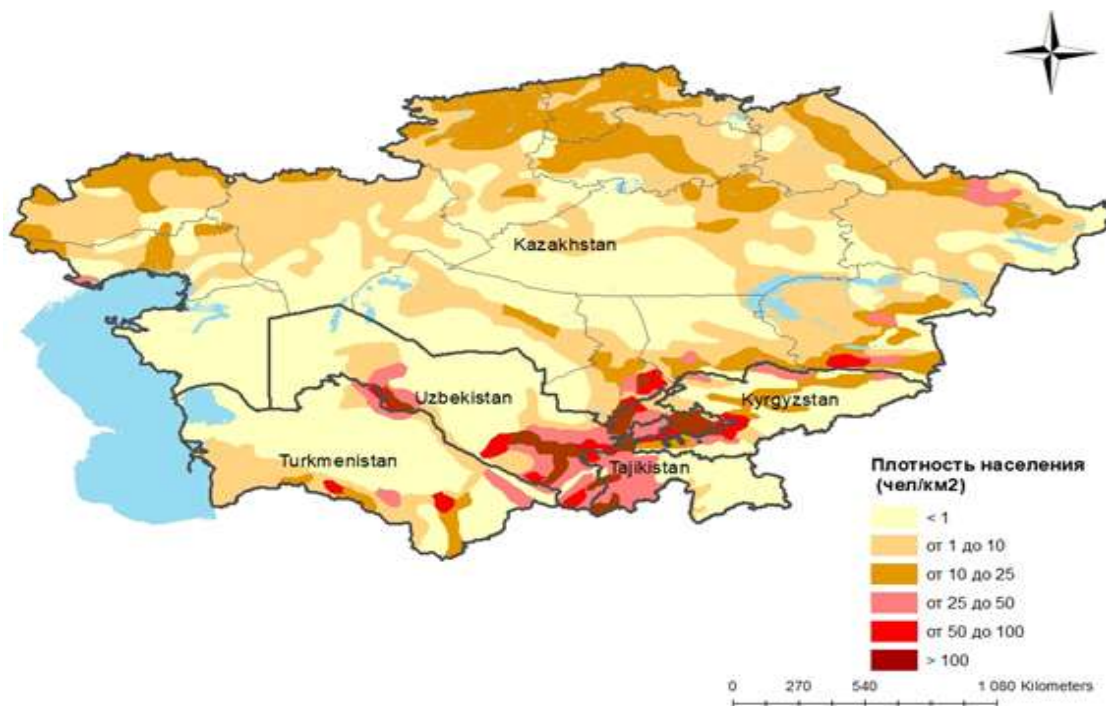 Kazakhstan
Uzbekistan
Kyrgyzstan
Turkmenistan
Tajikistan
Плотность населения
(чел/км2)
< 1
от 1 до 10
от 10 до 25
от 25 до 50
от 50 до 100
> 100
0 270 540 1 080 Kilometers